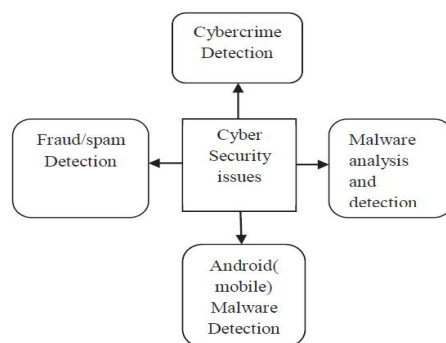 Cybercrime
Detection
Fraud/spam
Detection
Cyber
Security
issues
Malware
analysis
and
detection
Android(
mobile)
Malware
Detection